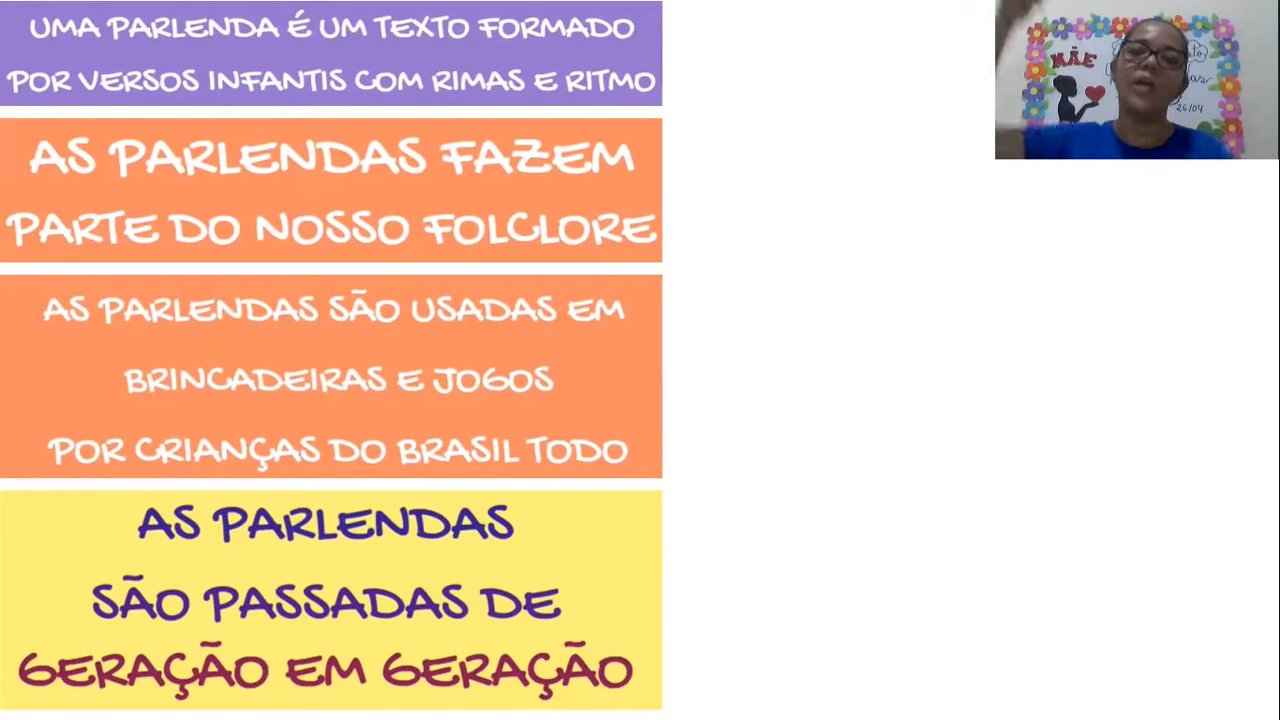 UMA PARLENDA É UM TEXTO FORMADO
POR VERSOS INFANTIS COM RIMAS E RITMO
AS PARLENDAS FAZEM
PARTE DO NOSSO FOLCLORE
AS PARLENDAS SÃO USADAS EM
BRINCADEIRAS E JOGOS
POR CRIANÇAS DO BRASIL TODO
AS PARLENDAS
SÃO PASSADAS DE
GERAÇÃO EM GERAÇÃO
MÃE
26/04